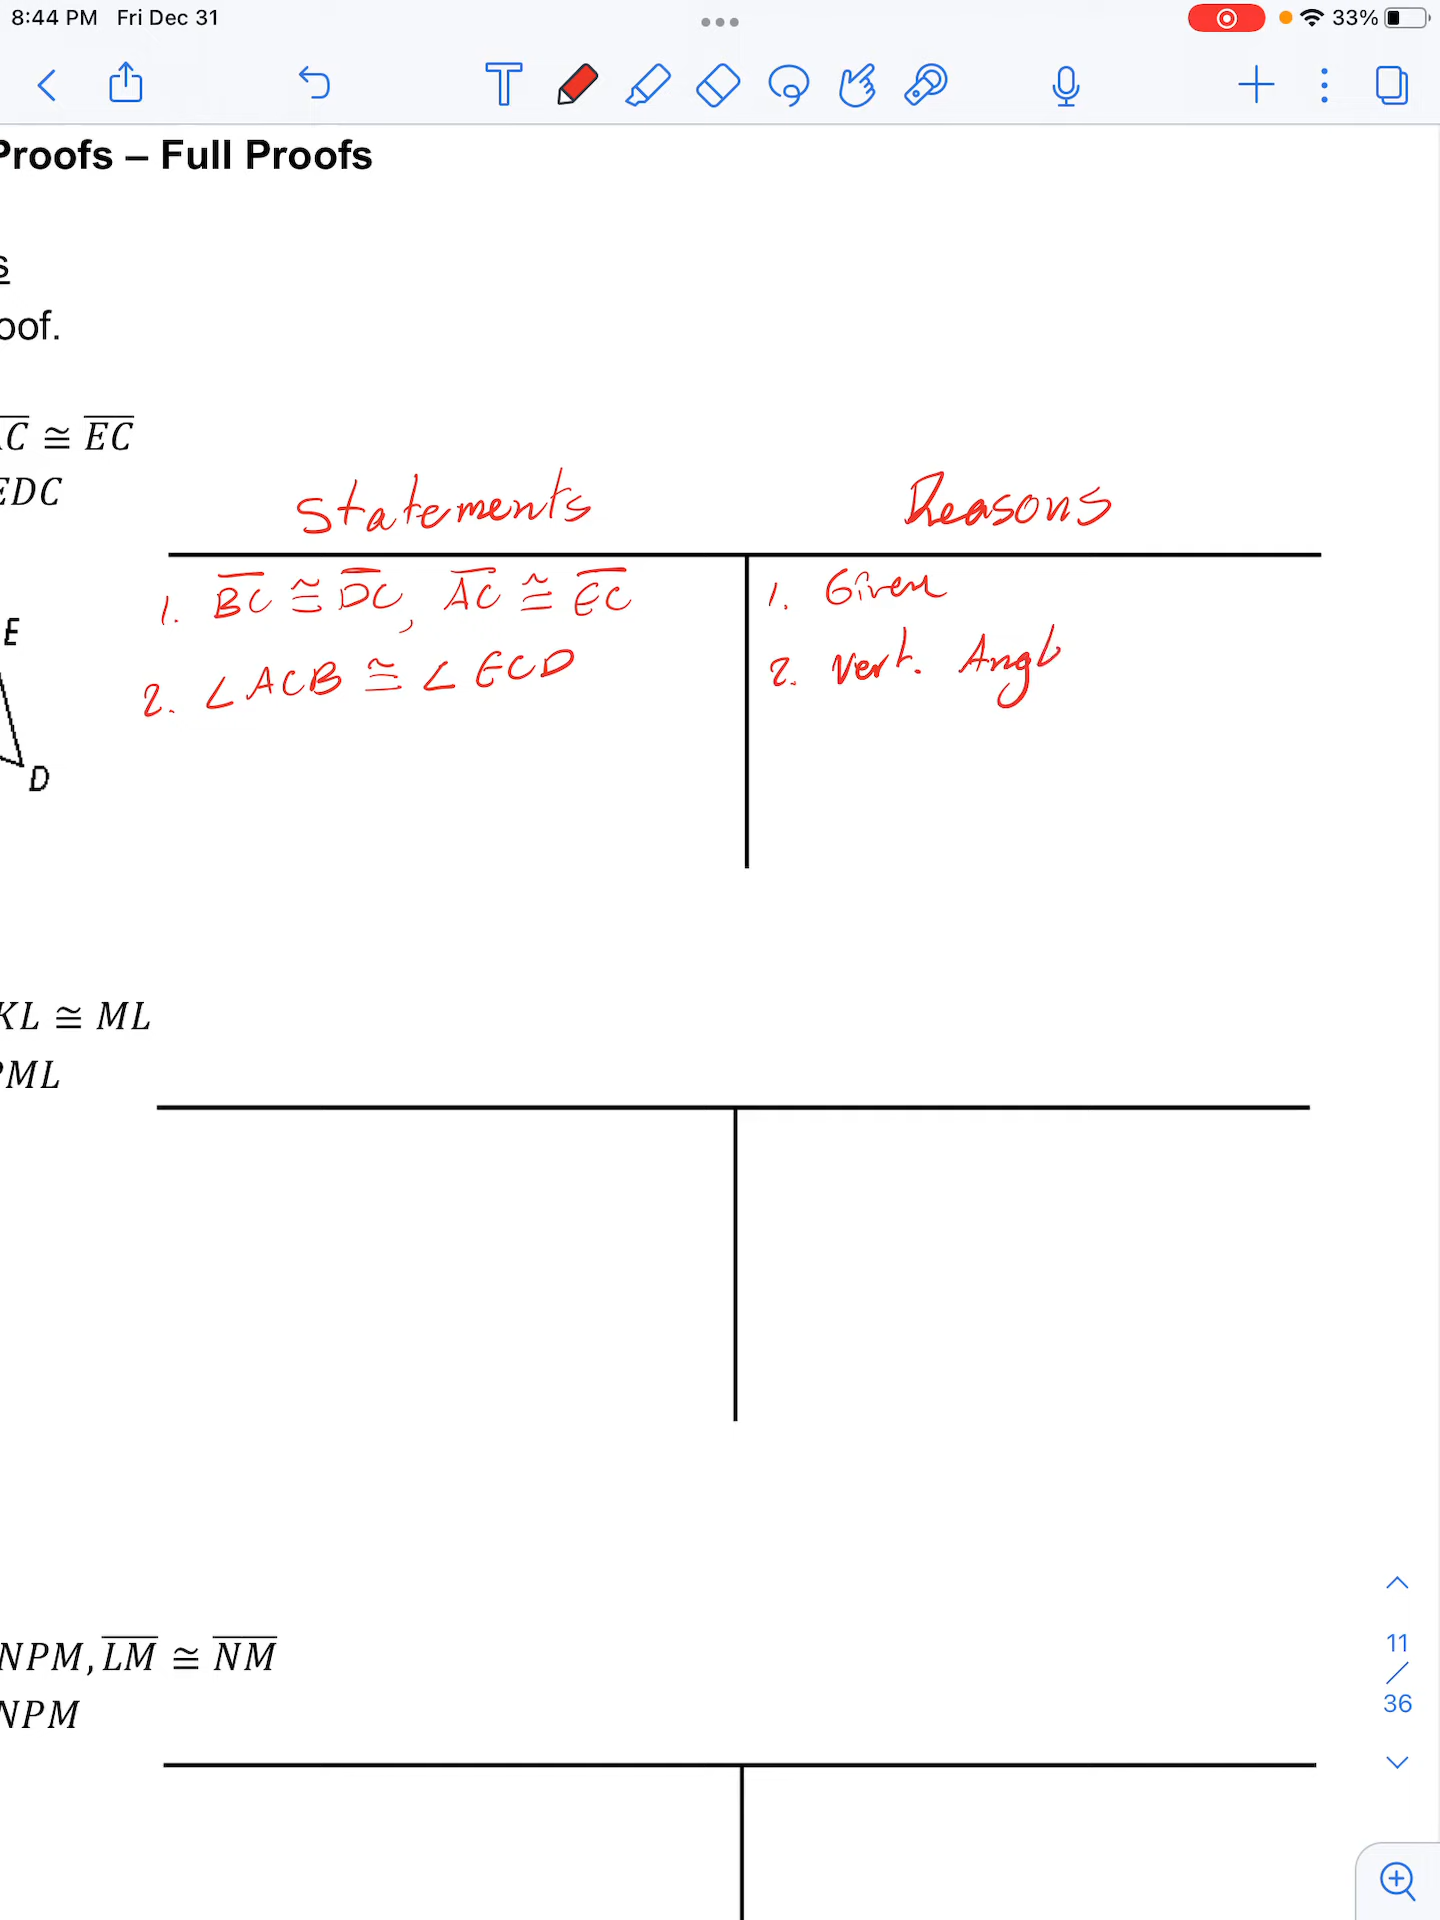 8:44 PM Fri Dec 31 33%
Proofs – Full Proofs
s
oof.
C ≅ EC
EDC
Statements Reasons
1. BC ≅ DC, AC ≅ EC 1. Given
2. ∠ACB ≅ ∠ECD 2. Vert. Angl
E
D
KL ≅ ML
PML
NPM, LM ≅ NM
NPM
11
/
36